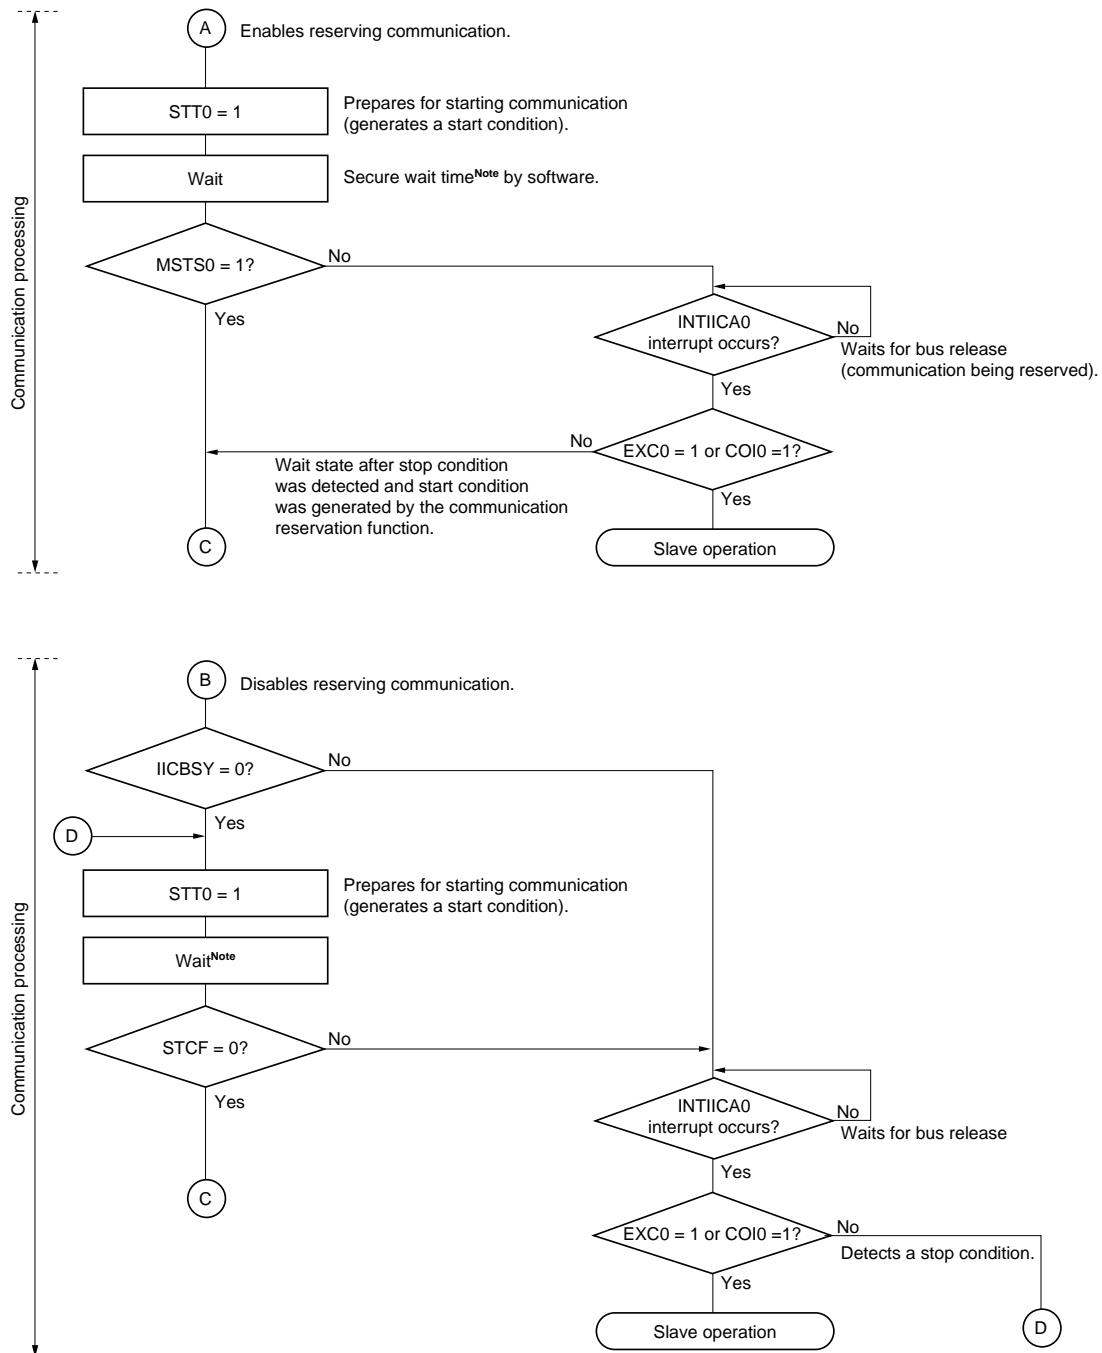 A
Enables reserving communication.
STT0 = 1
Prepares for starting communication
(generates a start condition).
Wait
Secure wait timeNote by software.
MSTS0 = 1?
No
Yes
INTIICA0
interrupt occurs?
No
Waits for bus release
(communication being reserved).
Yes
EXC0 = 1 or COI0 =1?
No
Wait state after stop condition
was detected and start condition
was generated by the communication
reservation function.
Yes
C
Slave operation
Communication processing
B
Disables reserving communication.
IICBSY = 0?
No
Yes
D
STT0 = 1
Prepares for starting communication
(generates a start condition).
WaitNote
STCF = 0?
No
Yes
INTIICA0
interrupt occurs?
No
Waits for bus release
Yes
C
EXC0 = 1 or COI0 =1?
No
Detects a stop condition.
Yes
Slave operation
D
Communication processing